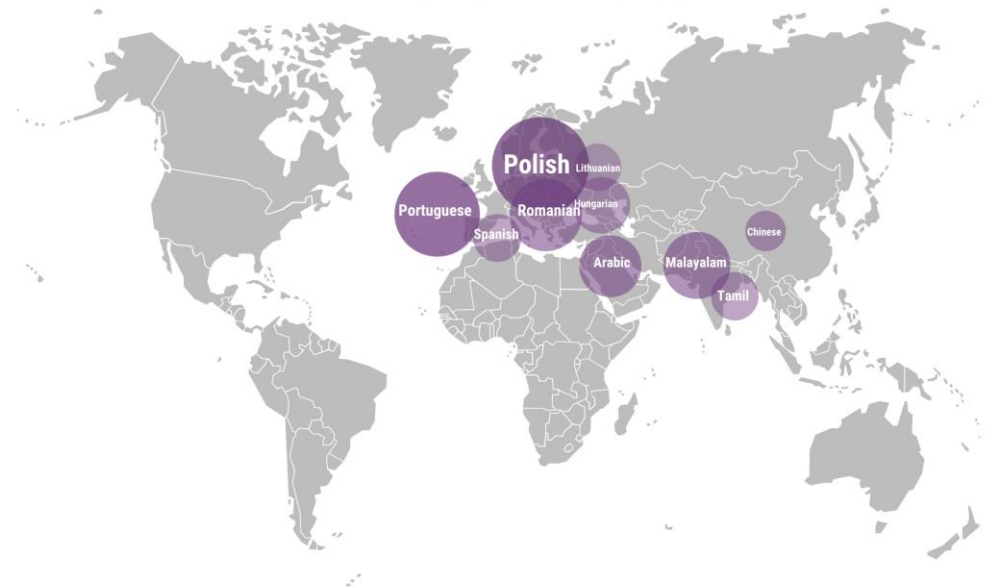 Polish
Lithuanian
Hungarian
Portuguese
Romanian
Spanish
Chinese
Arabic
Malayalam
Tamil